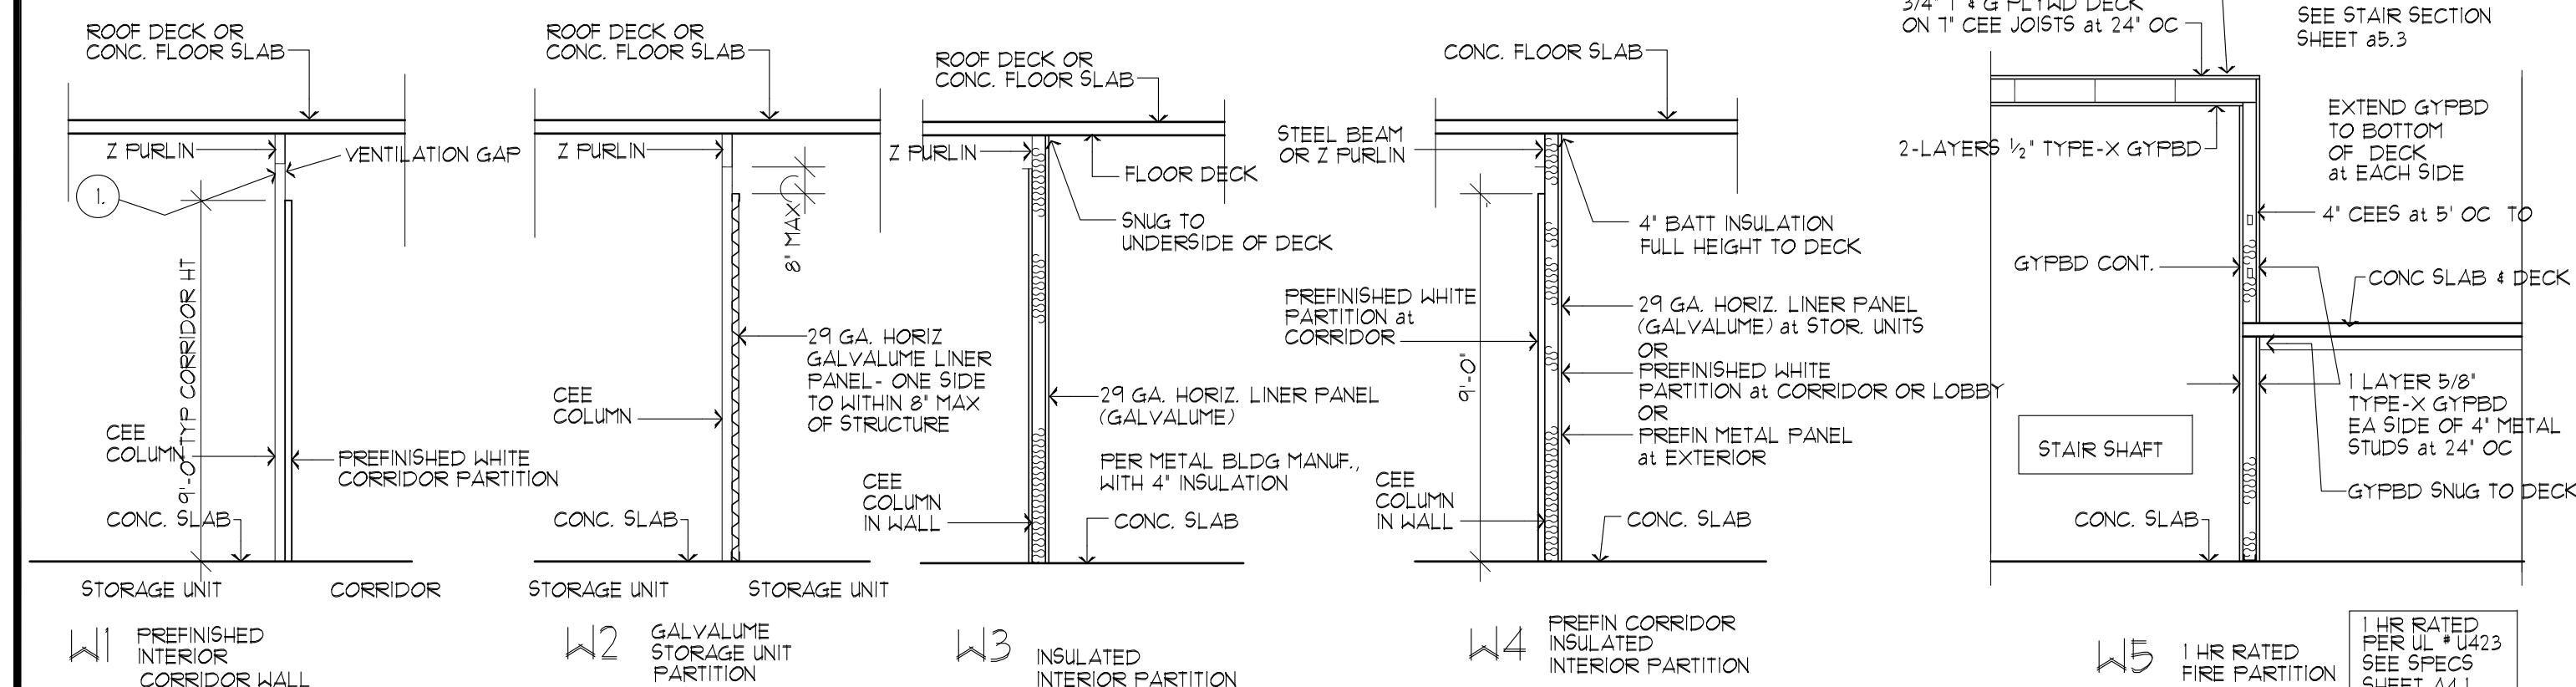 ROOF DECK OR
CONC. FLOOR SLAB
Z PURLIN
VENTILATION GAP
1.
9'-0 TYP CORRIDOR HT
CEE
COLUMN
PREFINISHED WHITE
CORRIDOR PARTITION
CONC. SLAB
STORAGE UNIT
CORRIDOR
W1
PREFINISHED
INTERIOR
CORRIDOR WALL
ROOF DECK OR
CONC. FLOOR SLAB
Z PURLIN
8" MAX
29 GA. HORIZ
GALVALUME LINER
PANEL- ONE SIDE
TO WITHIN 8" MAX
OF STRUCTURE
CEE
COLUMN
CONC. SLAB
STORAGE UNIT
STORAGE UNIT
W2
GALVALUME
STORAGE UNIT
PARTITION
ROOF DECK OR
CONC. FLOOR SLAB
Z PURLIN
FLOOR DECK
SNUG TO
UNDERSIDE OF DECK
29 GA. HORIZ. LINER PANEL
(GALVALUME)
PER METAL BLDG MANUF.,
WITH 4" INSULATION
CEE
COLUMN
IN WALL
CONC. SLAB
W3
INSULATED
INTERIOR PARTITION
CONC. FLOOR SLAB
STEEL BEAM
OR Z PURLIN
4" BATT INSULATION
FULL HEIGHT TO DECK
PREFINISHED WHITE
PARTITION at
CORRIDOR
9'-0"
29 GA. HORIZ. LINER PANEL
(GALVALUME) at STOR. UNITS
OR
PREFINISHED WHITE
PARTITION at CORRIDOR OR LOBBY
OR
PREFIN METAL PANEL
at EXTERIOR
CEE
COLUMN
IN WALL
CONC. SLAB
W4
PREFIN CORRIDOR
INSULATED
INTERIOR PARTITION
3/4" T & G PLYWD DECK
ON 7" CEE JOISTS at 24" OC
SEE STAIR SECTION
SHEET a5.3
2-LAYERS 1/2" TYPE-X GYPBD
EXTEND GYPBD
TO BOTTOM
OF DECK
at EACH SIDE
4" CEES at 5' OC TO
GYPBD CONT.
CONC SLAB & DECK
1 LAYER 5/8"
TYPE-X GYPBD
EA SIDE OF 4" METAL
STUDS at 24" OC
STAIR SHAFT
GYPBD SNUG TO DECK
CONC. SLAB
W5
1 HR RATED
FIRE PARTITION
1 HR RATED
PER UL # U423
SEE SPECS
SHEET A4.1